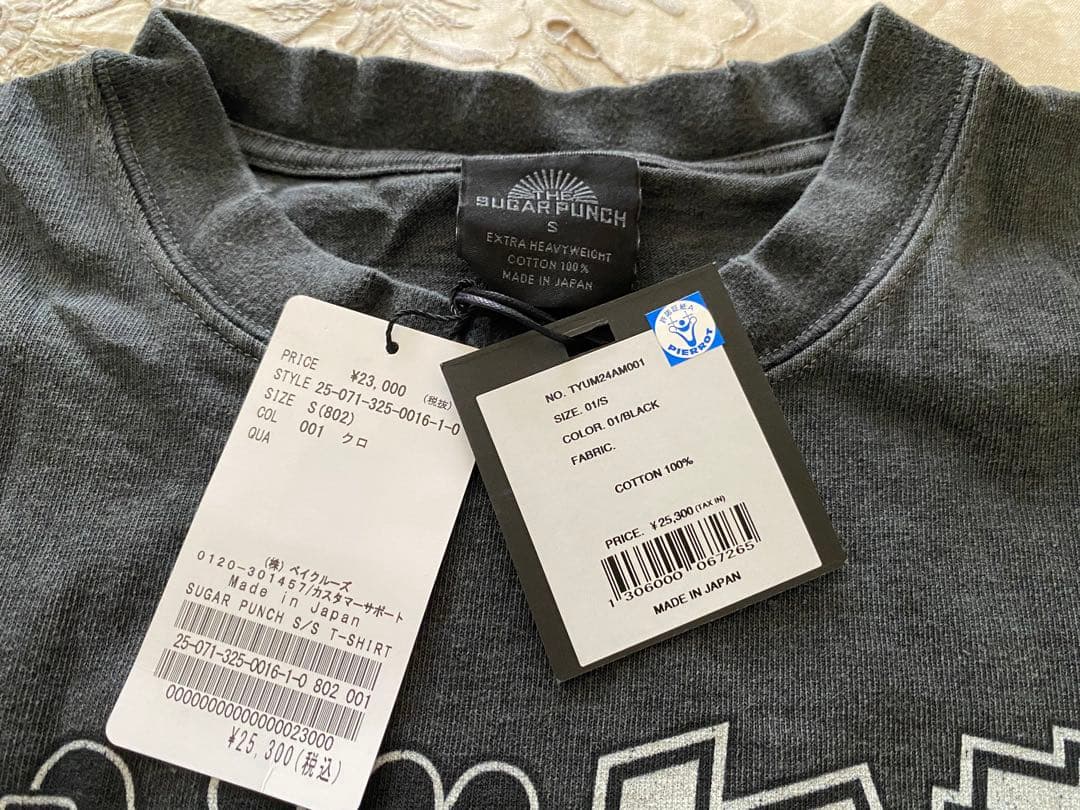 THE
SUGAR PUNCH
S
EXTRA HEAVYWEIGHT
COTTON 100%
MADE IN JAPAN
PRICE ¥23,000 (税抜)
STYLE 25-071-325-0016-1-0
SIZE S(802)
COL 001 クロ
QUA
(株) ベイクルーズ
0120-301457/カスタマーサポート
Made in Japan
SUGAR PUNCH S/S T-SHIRT
25-071-325-0016-1-0 802 001
0000000000000000023000
¥25,300(税込)
PIERROT
NO. TYUM24AM001
SIZE. 01/S
COLOR. 01/BLACK
FABRIC.
COTTON 100%
PRICE. ¥25,300 (TAX IN)
1 306000 067265
MADE IN JAPAN